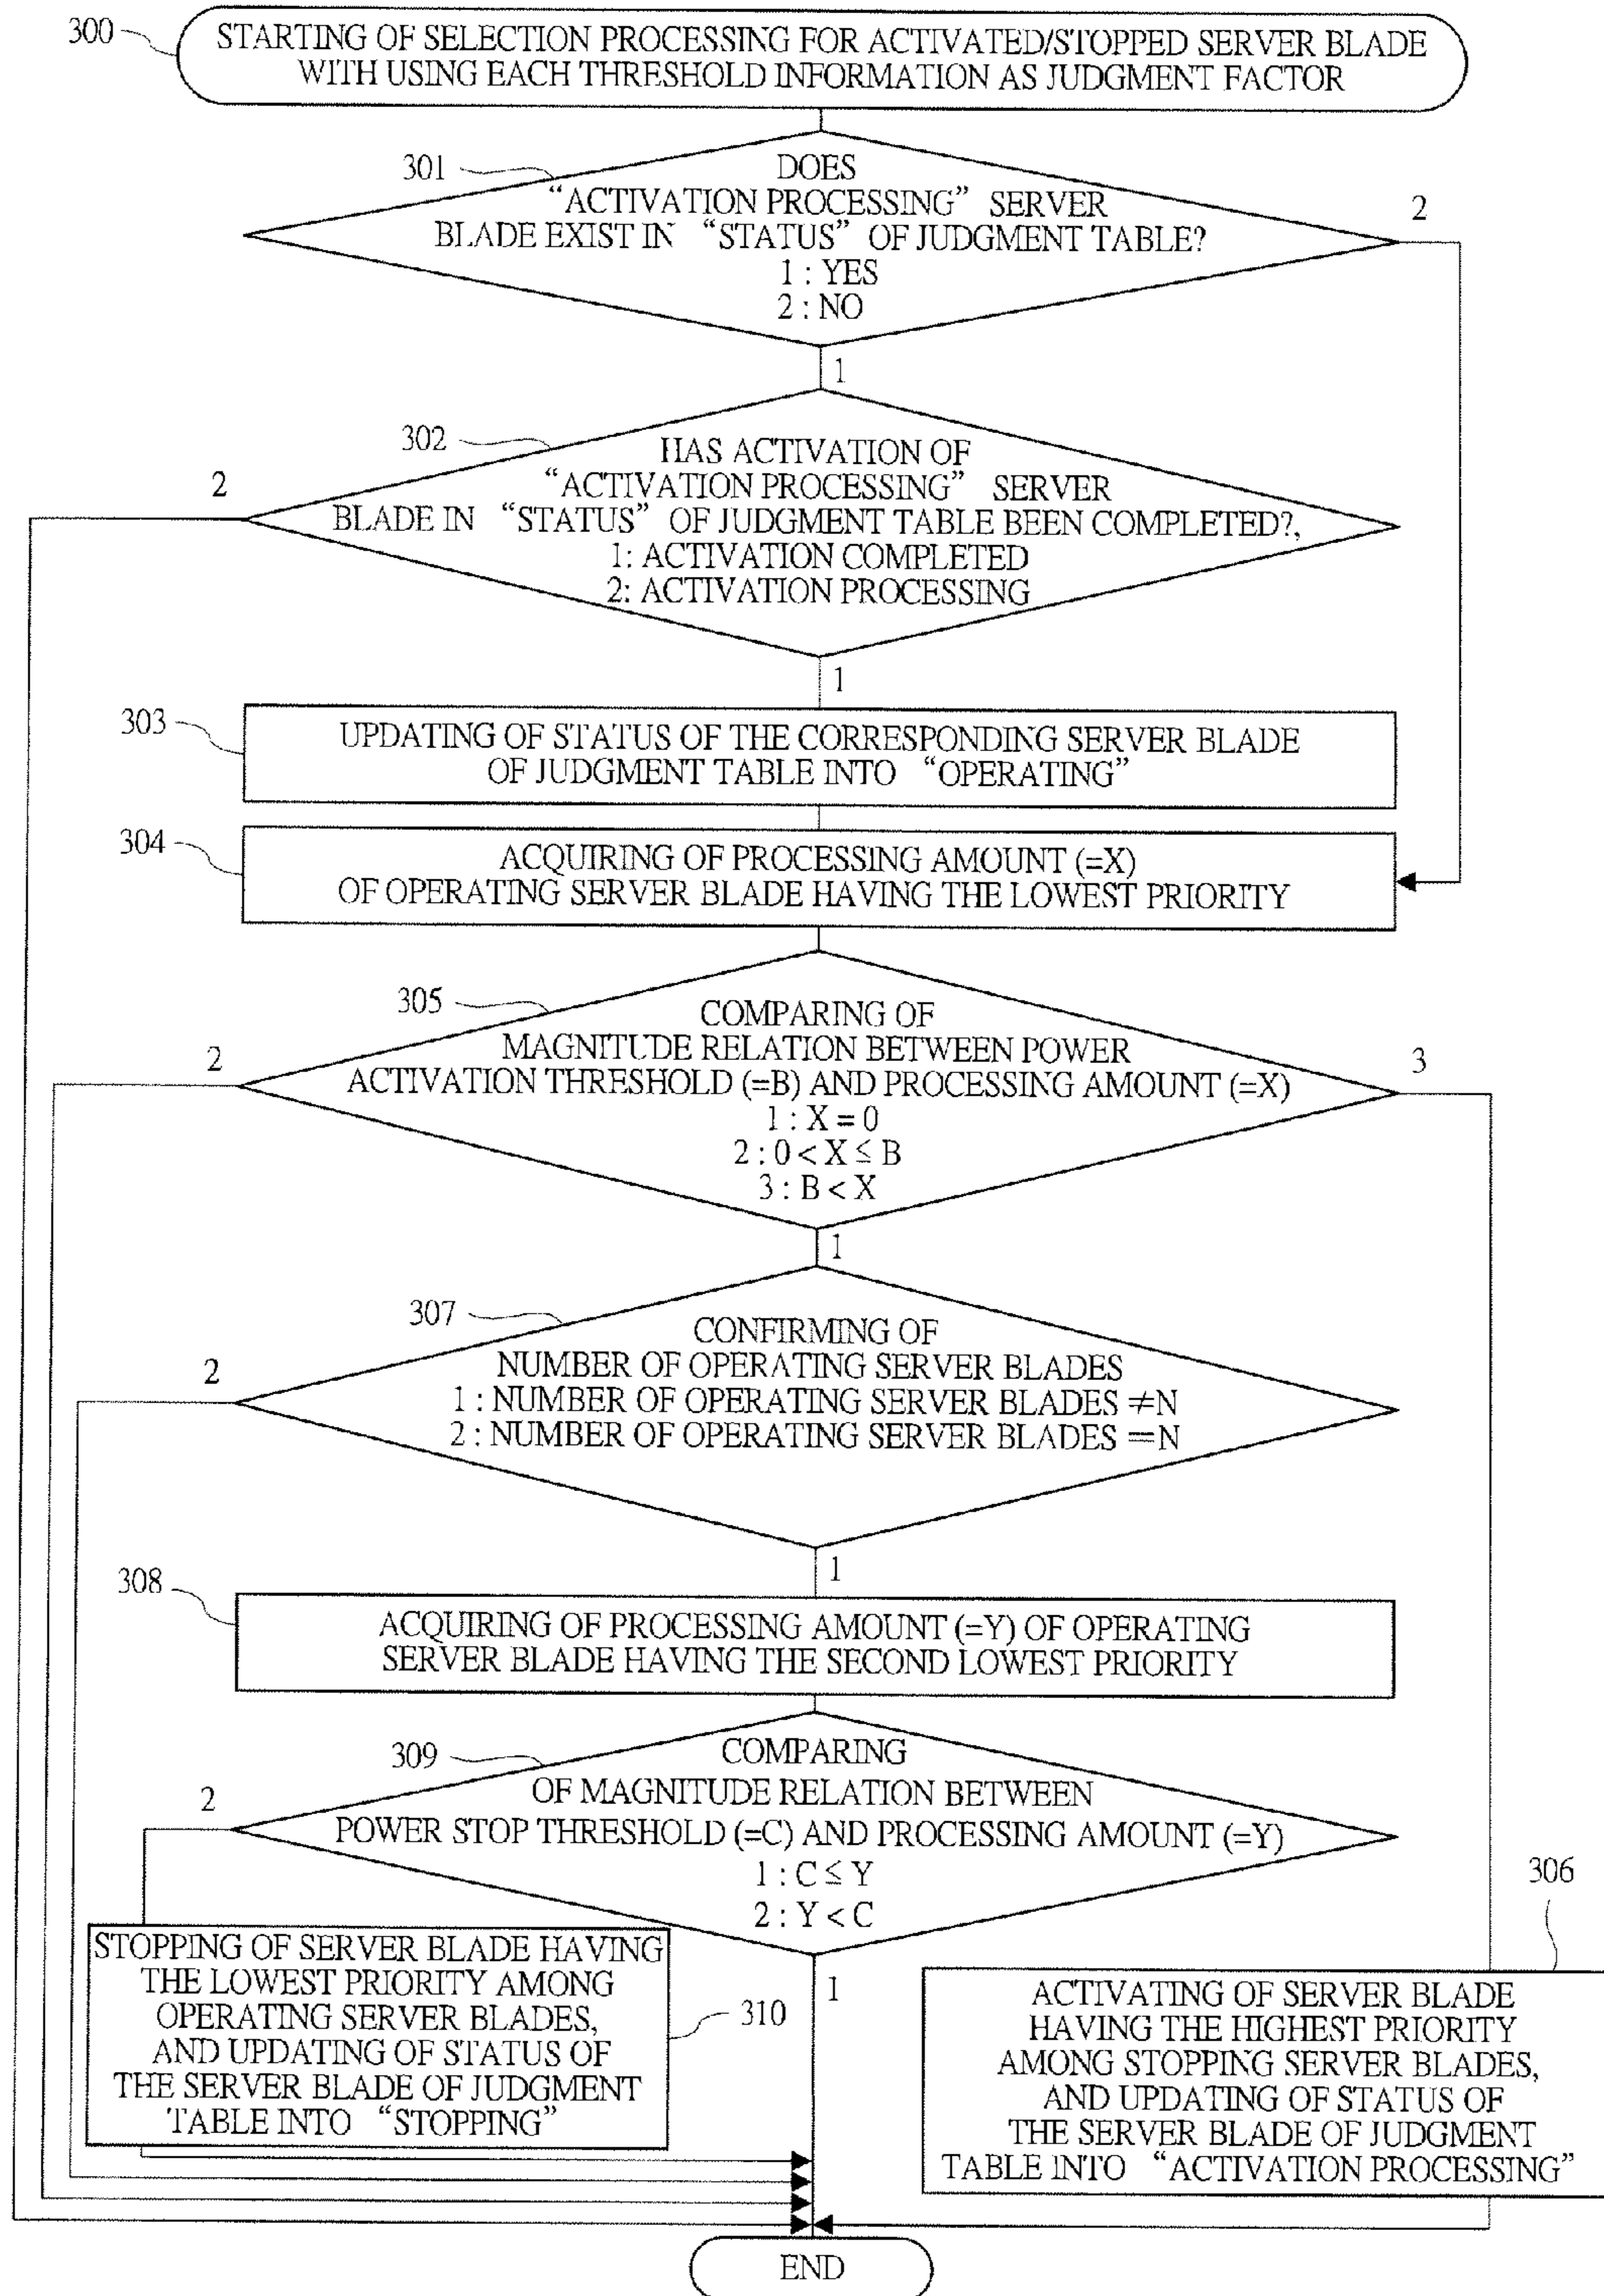 300
STARTING OF SELECTION PROCESSING FOR ACTIVATED/STOPPED SERVER BLADE
WITH USING EACH THRESHOLD INFORMATION AS JUDGMENT FACTOR
301
DOES
“ACTIVATION PROCESSING” SERVER
BLADE EXIST IN “STATUS” OF JUDGMENT TABLE?
1 : YES
2 : NO
2
1
302
HAS ACTIVATION OF
“ACTIVATION PROCESSING” SERVER
BLADE IN “STATUS” OF JUDGMENT TABLE BEEN COMPLETED?,
1: ACTIVATION COMPLETED
2: ACTIVATION PROCESSING
2
1
303
UPDATING OF STATUS OF THE CORRESPONDING SERVER BLADE
OF JUDGMENT TABLE INTO “OPERATING”
304
ACQUIRING OF PROCESSING AMOUNT (=X)
OF OPERATING SERVER BLADE HAVING THE LOWEST PRIORITY
305
COMPARING OF
MAGNITUDE RELATION BETWEEN POWER
ACTIVATION THRESHOLD (=B) AND PROCESSING AMOUNT (=X)
1 : X = 0
2 : 0 < X ≦ B
3 : B < X
2
3
1
307
CONFIRMING OF
NUMBER OF OPERATING SERVER BLADES
1 : NUMBER OF OPERATING SERVER BLADES ≠N
2 : NUMBER OF OPERATING SERVER BLADES =N
2
1
308
ACQUIRING OF PROCESSING AMOUNT (=Y) OF OPERATING
SERVER BLADE HAVING THE SECOND LOWEST PRIORITY
309
COMPARING
OF MAGNITUDE RELATION BETWEEN
POWER STOP THRESHOLD (=C) AND PROCESSING AMOUNT (=Y)
1 : C ≦ Y
2 : Y < C
2
1
STOPPING OF SERVER BLADE HAVING
THE LOWEST PRIORITY AMONG
OPERATING SERVER BLADES,
AND UPDATING OF STATUS OF
THE SERVER BLADE OF JUDGMENT
TABLE INTO “STOPPING”
310
306
ACTIVATING OF SERVER BLADE
HAVING THE HIGHEST PRIORITY
AMONG STOPPING SERVER BLADES,
AND UPDATING OF STATUS OF
THE SERVER BLADE OF JUDGMENT
TABLE INTO “ACTIVATION PROCESSING”
END